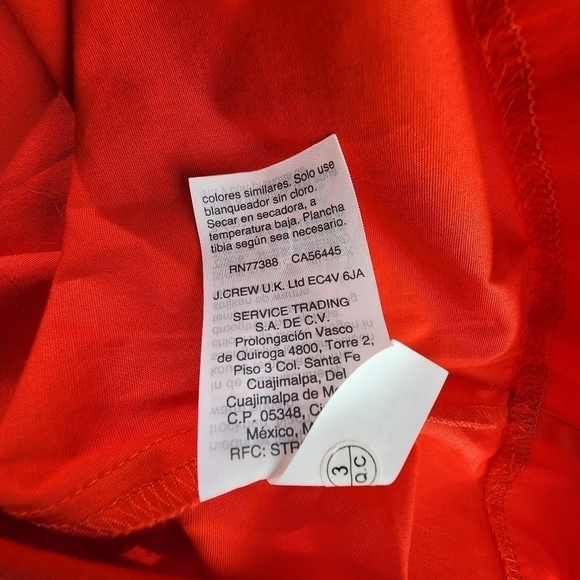 colores similares. Solo use
blanqueador sin cloro.
Secar en secadora, a
temperatura baja. Plancha
tibia según sea necesario.
RN77388 CA56445
J.CREW U.K. Ltd EC4V 6JA
SERVICE TRADING
S.A. DE C.V.
Prolongación Vasco
de Quiroga 4800, Torre 2,
Piso 3 Col. Santa Fe
Cuajimalpa, Del
Cuajimalpa de
C.P. 05348,
México,
RFC:
3
Q.C